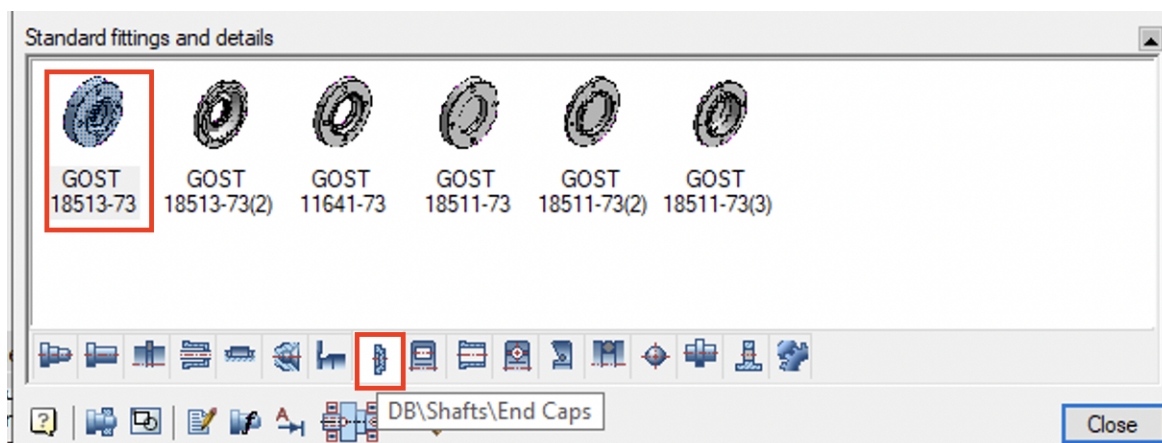 Standard fittings and details
GOST
18513-73
GOST
18513-73(2)
GOST
11641-73
GOST
18511-73
GOST
18511-73(2)
GOST
18511-73(3)
DB\Shafts\End Caps
Close